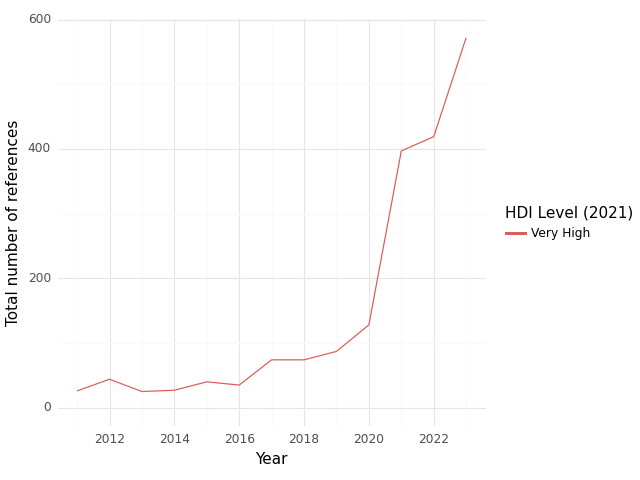 600
400
200
0
2012 2014 2016 2018 2020 2022
Year
Total number of references
HDI Level (2021)
Very High